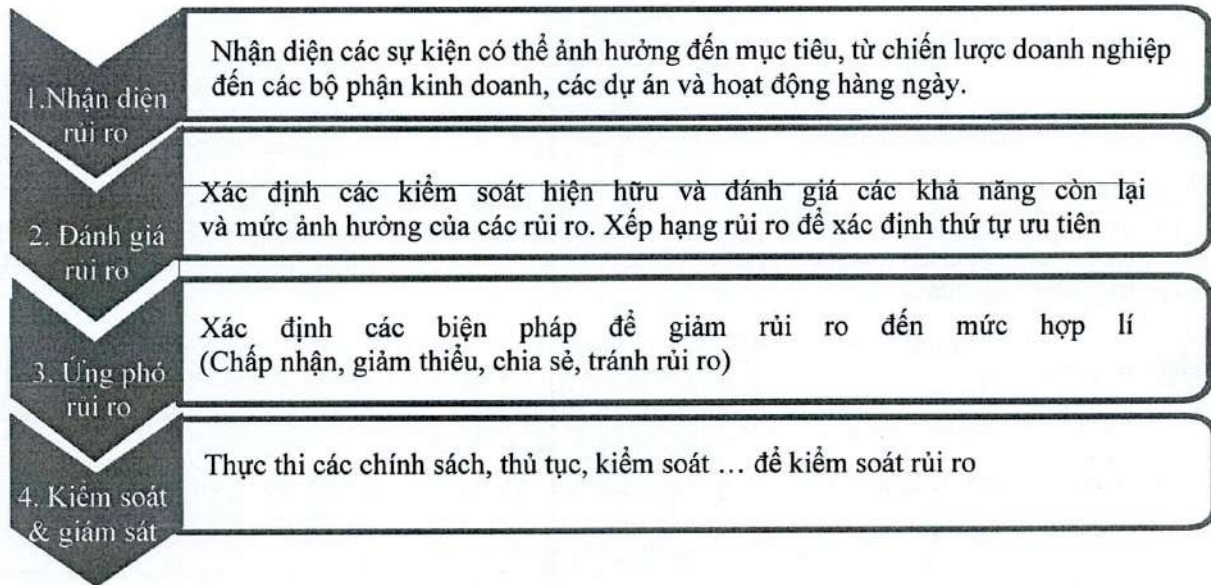 1.Nhận diện
rủi ro
Nhận diện các sự kiện có thể ảnh hưởng đến mục tiêu, từ chiến lược doanh nghiệp
đến các bộ phận kinh doanh, các dự án và hoạt động hàng ngày.
2. Đánh giá
rủi ro
Xác định các kiểm soát hiện hữu và đánh giá các khả năng còn lại
và mức ảnh hưởng của các rủi ro. Xếp hạng rủi ro để xác định thứ tự ưu tiên
3. Ứng phó
rủi ro
Xác định các biện pháp để giảm rủi ro đến mức hợp lí
(Chấp nhận, giảm thiểu, chia sẻ, tránh rủi ro)
4. Kiểm soát
& giám sát
Thực thi các chính sách, thủ tục, kiểm soát … để kiểm soát rủi ro